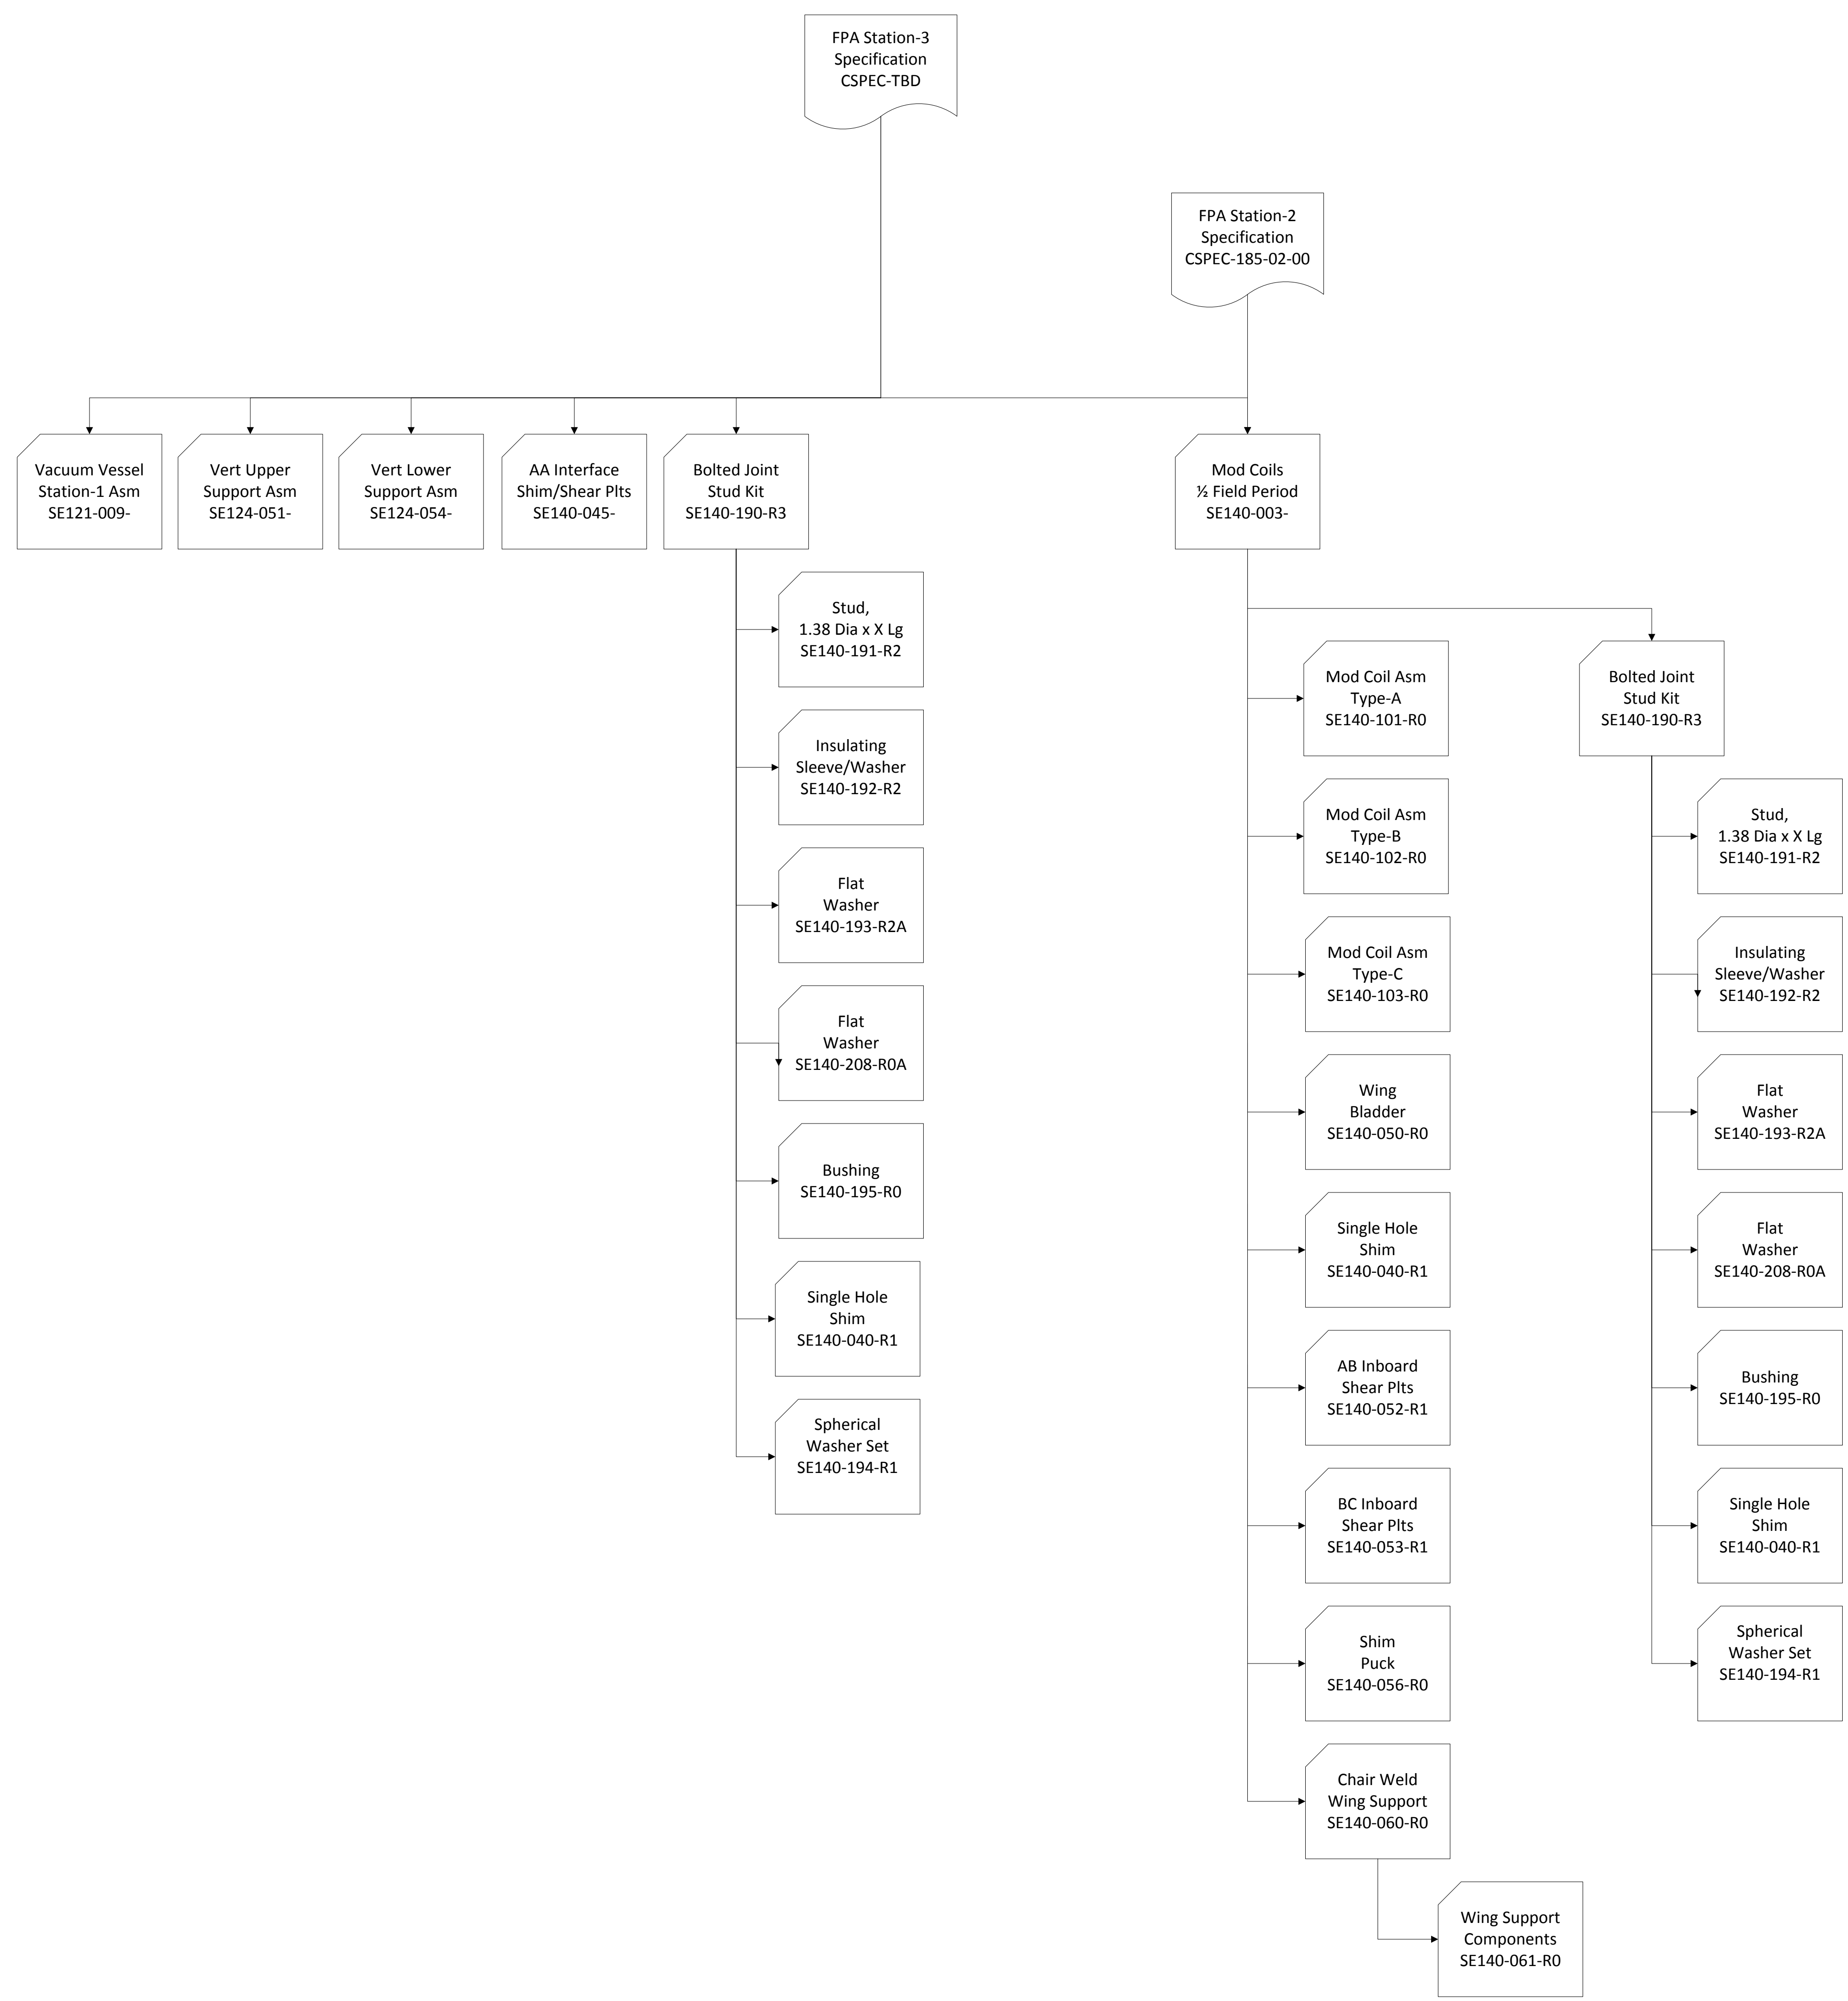 FPA Station-3
Specification
CSPEC-TBD
FPA Station-2
Specification
CSPEC-185-02-00
Vacuum Vessel
Station-1 Asm
SE121-009-
Vert Upper
Support Asm
SE124-051-
Vert Lower
Support Asm
SE124-054-
AA Interface
Shim/Shear Plts
SE140-045-
Bolted Joint
Stud Kit
SE140-190-R3
Mod Coils
½ Field Period
SE140-003-
Stud,
1.38 Dia x X Lg
SE140-191-R2
Insulating
Sleeve/Washer
SE140-192-R2
Flat
Washer
SE140-193-R2A
Flat
Washer
SE140-208-R0A
Bushing
SE140-195-R0
Single Hole
Shim
SE140-040-R1
Spherical
Washer Set
SE140-194-R1
Mod Coil Asm
Type-A
SE140-101-R0
Mod Coil Asm
Type-B
SE140-102-R0
Mod Coil Asm
Type-C
SE140-103-R0
Wing
Bladder
SE140-050-R0
Single Hole
Shim
SE140-040-R1
AB Inboard
Shear Plts
SE140-052-R1
BC Inboard
Shear Plts
SE140-053-R1
Shim
Puck
SE140-056-R0
Chair Weld
Wing Support
SE140-060-R0
Wing Support
Components
SE140-061-R0
Bolted Joint
Stud Kit
SE140-190-R3
Stud,
1.38 Dia x X Lg
SE140-191-R2
Insulating
Sleeve/Washer
SE140-192-R2
Flat
Washer
SE140-193-R2A
Flat
Washer
SE140-208-R0A
Bushing
SE140-195-R0
Single Hole
Shim
SE140-040-R1
Spherical
Washer Set
SE140-194-R1